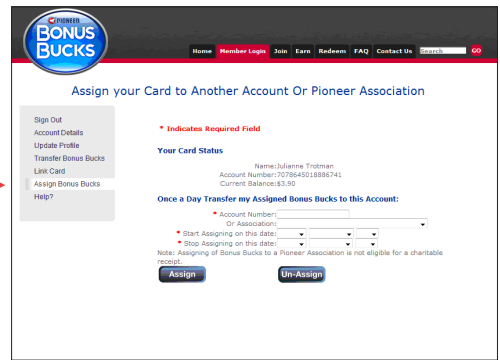 PIONEER
BONUS
BUCKS
Home Member Login Join Earn Redeem FAQ Contact Us Search GO
Assign your Card to Another Account Or Pioneer Association
Sign Out
Account Details
Update Profile
Transfer Bonus Bucks
Link Card
Assign Bonus Bucks
Help?
* Indicates Required Field
Your Card Status
Name:Julianne Trotman
Account Number:7078645018886741
Current Balance:$3.90
Once a Day Transfer my Assigned Bonus Bucks to this Account:
* Account Number:
Or Association:
* Start Assigning on this date:
* Stop Assigning on this date:
Note: Assigning of Bonus Bucks to a Pioneer Association is not eligible for a charitable
receipt.
Assign Un-Assign